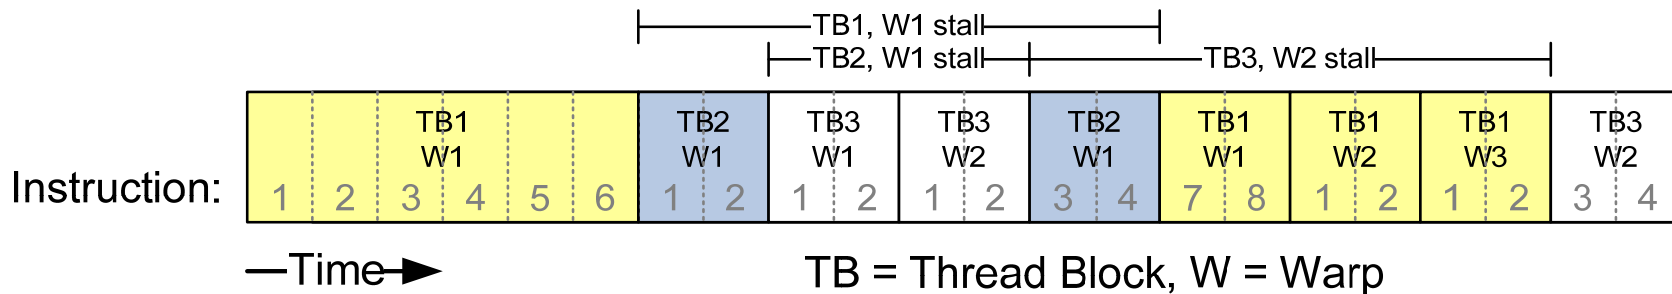 TB1, W1 stall
TB2, W1 stall TB3, W2 stall
TB1 TB2 TB3 TB3 TB2 TB1 TB1 TB1 TB3
W1 W1 W1 W2 W1 W1 W2 W3 W2
Instruction: 1 2 3 4 5 6 1 2 1 2 1 2 3 4 7 8 1 2 1 2 3 4
Time
TB = Thread Block, W = Warp